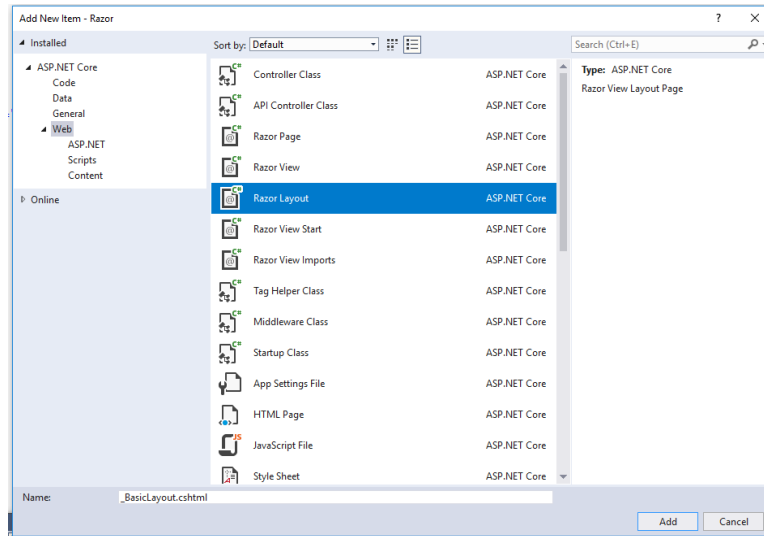 Add New Item - Razor
? ×
Installed
Sort by: Default
Search (Ctrl+E)
ASP.NET Core
Code
Data
General
Web
ASP.NET
Scripts
Content
Online
Controller Class ASP.NET Core
API Controller Class ASP.NET Core
Razor Page ASP.NET Core
Razor View ASP.NET Core
Razor Layout ASP.NET Core
Razor View Start ASP.NET Core
Razor View Imports ASP.NET Core
Tag Helper Class ASP.NET Core
Middleware Class ASP.NET Core
Startup Class ASP.NET Core
App Settings File ASP.NET Core
HTML Page ASP.NET Core
JavaScript File ASP.NET Core
Style Sheet ASP.NET Core
Type: ASP.NET Core
Razor View Layout Page
Name: _BasicLayout.cshtml
Add Cancel